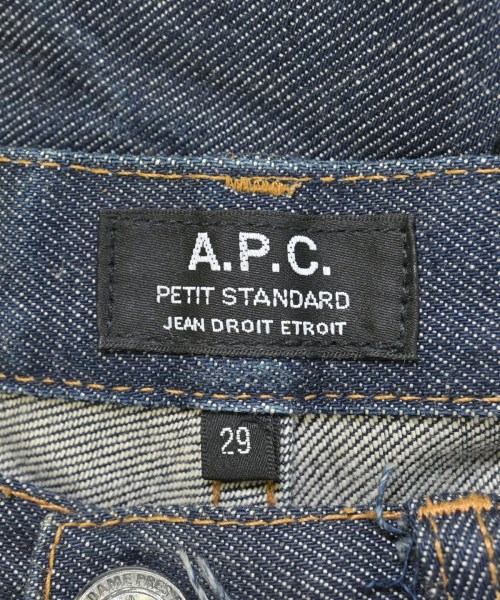 A.P.C.
PETIT STANDARD
JEAN DROIT ETROIT
29